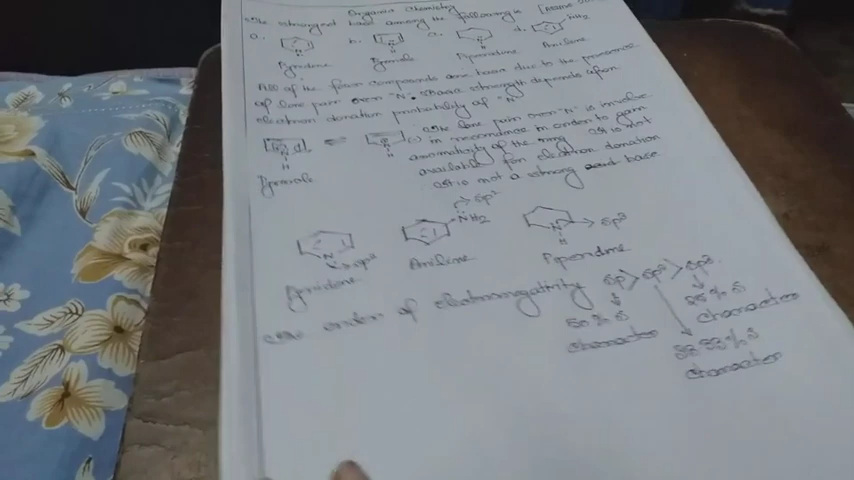 Organic Chemistry
The strongest base among the following is
a. b. c. d. NH2
N
H
Pyridine Pyrrole Piperidine Aniline
All of the four compounds are base due to the presence
of lone pair over "N". Base strength depends upon
electron donation probability of "N"
The lone pair over "N" is involve
in resonance in order to gain
aromaticity of the ring. It is not
available for electron donation
It is not a strong base
N
H
Pyrrole
sp2
NH2
sp3
N
H
N sp2
Pyridine Aniline Piperidine
order of electronegativity sp > sp2 > sp3
50% S
character
25% S
character
33.33% S
character